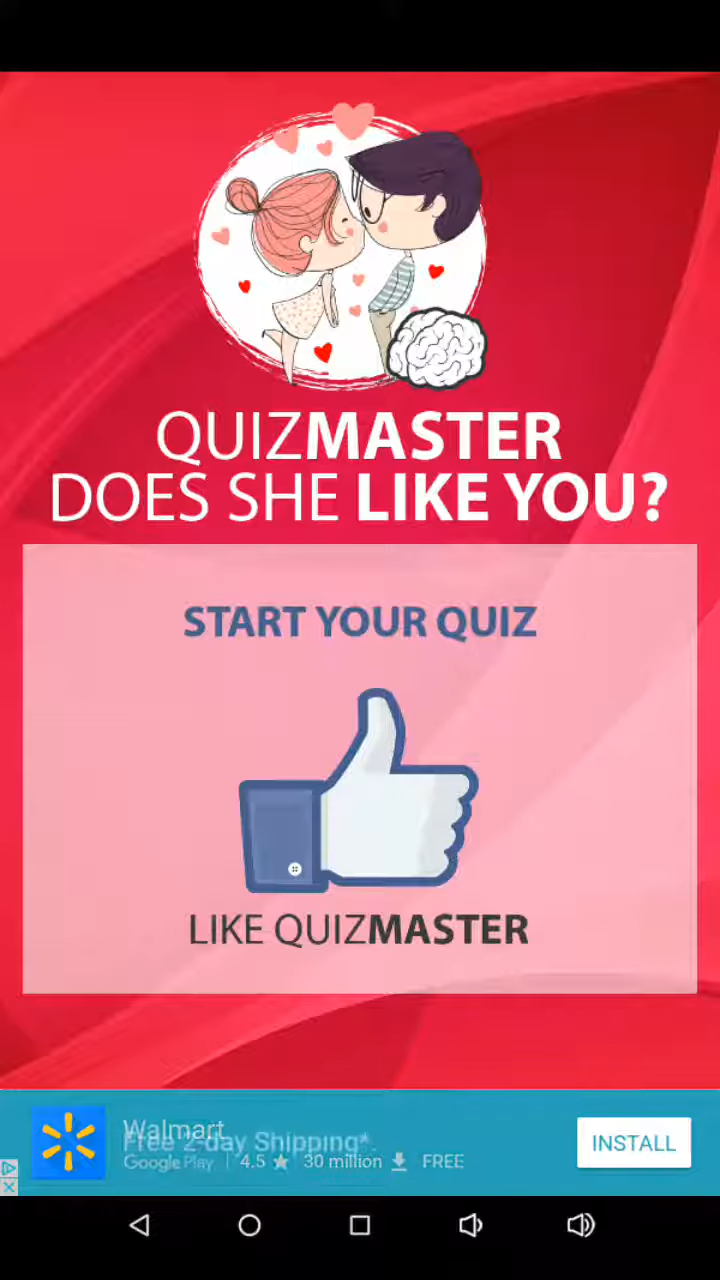 QUIZMASTER
DOES SHE LIKE YOU?
START YOUR QUIZ
LIKE QUIZMASTER
Walmart
Free 2-day Shipping*.
Google Play | 4.5 ★ 30 million FREE
INSTALL